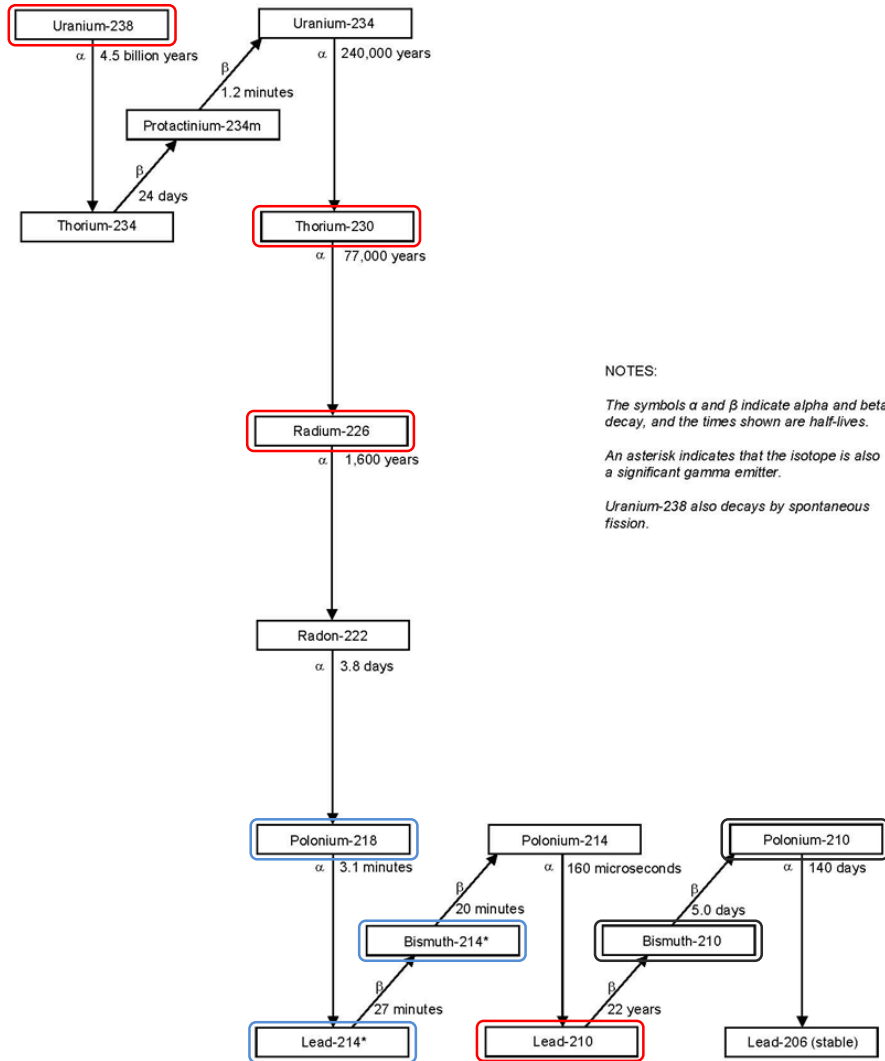 Uranium-238
Uranium-234
α 4.5 billion years
α 240,000 years
β
1.2 minutes
Protactinium-234m
β
24 days
Thorium-234
Thorium-230
α 77,000 years
NOTES:
The symbols α and β indicate alpha and beta
decay, and the times shown are half-lives.
An asterisk indicates that the isotope is also
a significant gamma emitter.
Uranium-238 also decays by spontaneous
fission.
Radium-226
α 1,600 years
Radon-222
α 3.8 days
Polonium-218
Polonium-214
Polonium-210
α 3.1 minutes
α 160 microseconds
α 140 days
β
20 minutes
β
5.0 days
Bismuth-214*
Bismuth-210
β
27 minutes
β
22 years
Lead-214*
Lead-210
Lead-206 (stable)